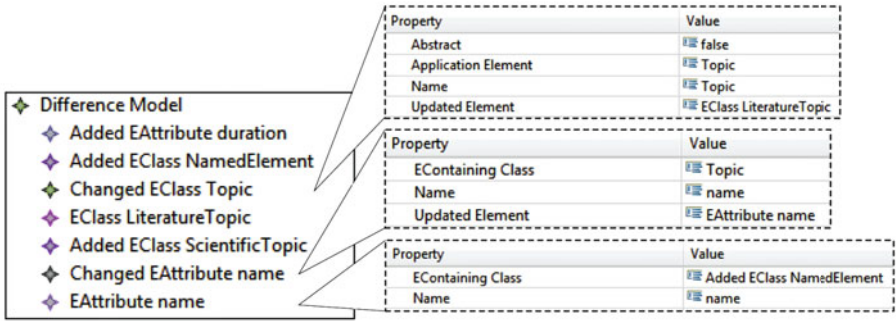 Difference Model
Added EAttribute duration
Added EClass NamedElement
Changed EClass Topic
EClass LiteratureTopic
Added EClass ScientificTopic
Changed EAttribute name
EAttribute name
Property Value
Abstract false
Application Element Topic
Name Topic
Updated Element EClass LiteratureTopic
Property Value
EContaining Class Topic
Name name
Updated Element EAttribute name
Property Value
EContaining Class Added EClass NamedElement
Name name